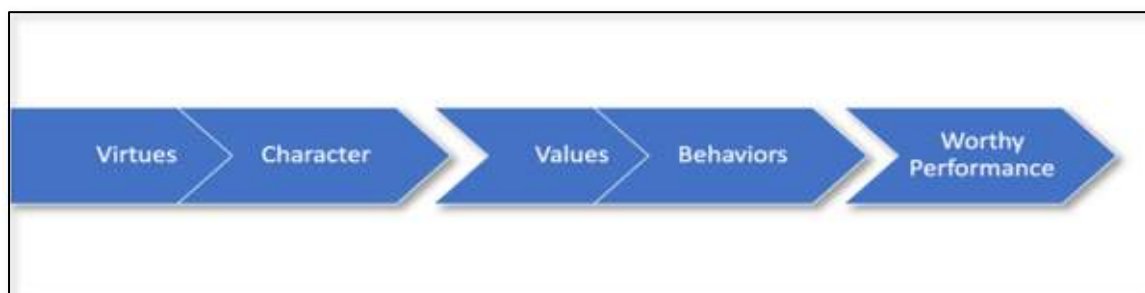 Virtues
Character
Values
Behaviors
Worthy
Performance